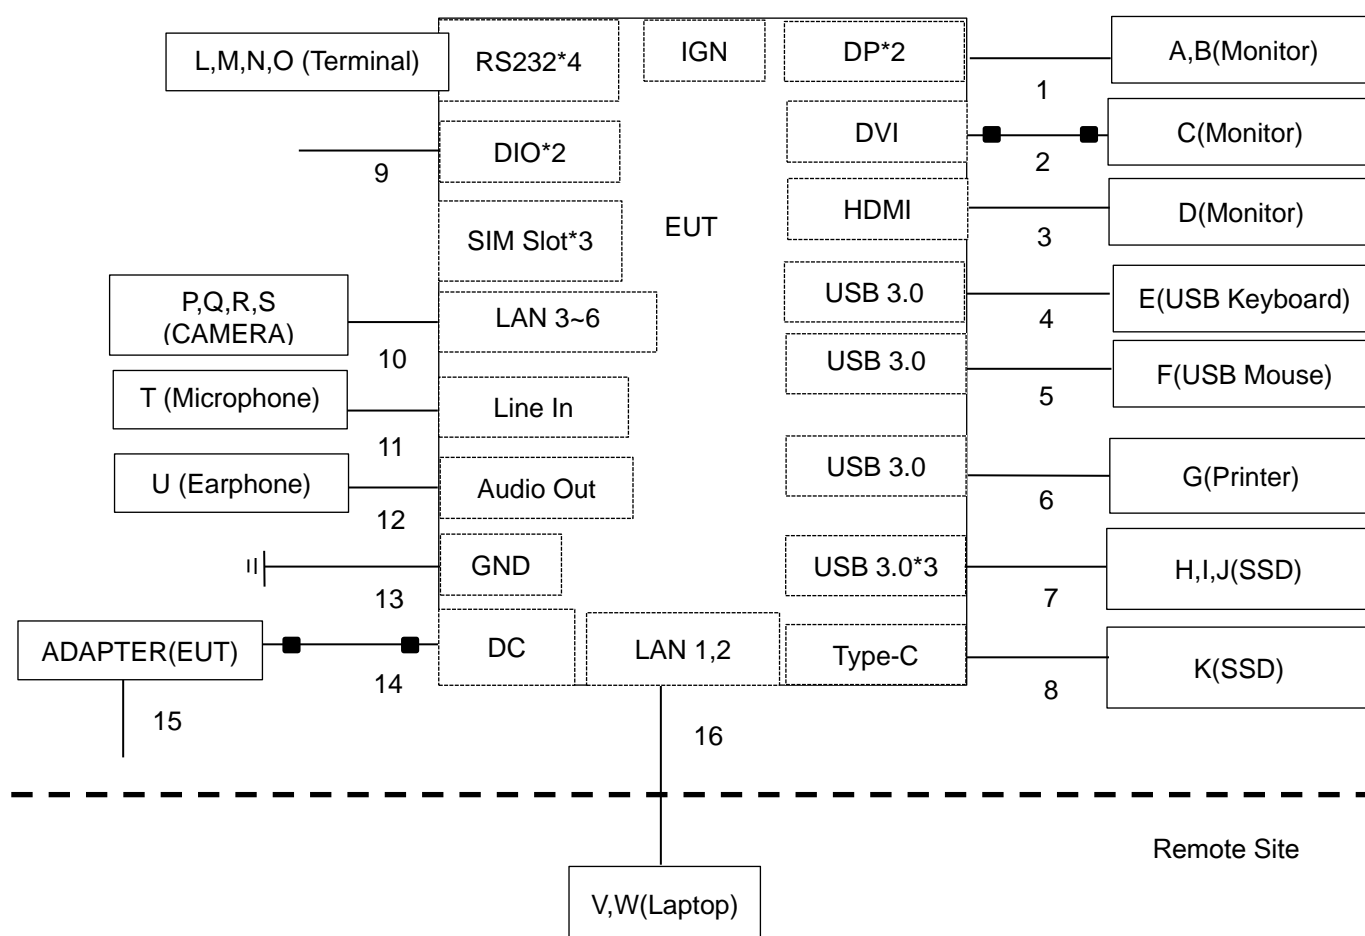 L,M,N,O (Terminal)
RS232*4
IGN
DP*2
A,B(Monitor)
1
DVI
C(Monitor)
2
DIO*2
9
HDMI
D(Monitor)
3
SIM Slot*3
EUT
USB 3.0
E(USB Keyboard)
4
P,Q,R,S
(CAMERA)
LAN 3~6
10
USB 3.0
F(USB Mouse)
5
T (Microphone)
Line In
11
USB 3.0
G(Printer)
6
U (Earphone)
Audio Out
12
GND
13
USB 3.0*3
H,I,J(SSD)
7
ADAPTER(EUT)
DC
14
LAN 1,2
Type-C
K(SSD)
8
15
16
Remote Site
V,W(Laptop)